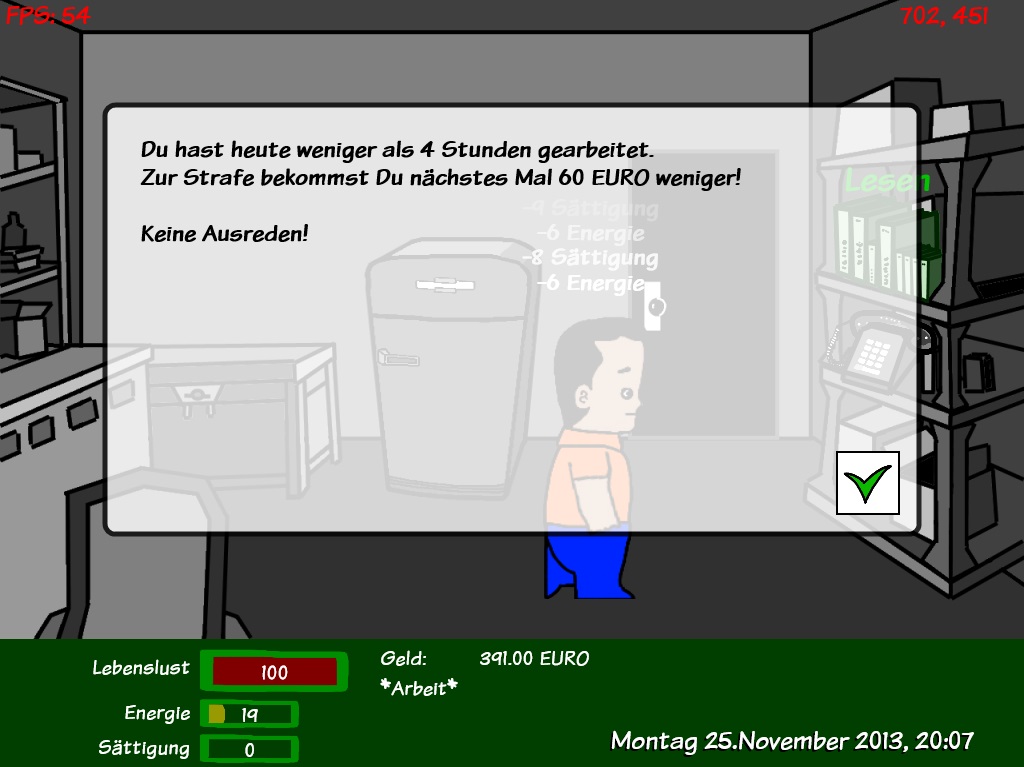 FPS: 54
702, 451
Du hast heute weniger als 4 Stunden gearbeitet.
Zur Strafe bekommst Du nächstes Mal 60 EURO weniger!
Keine Ausreden!
Lesen
-9 Sättigung
-6 Energie
-8 Sättigung
-6 Energie
Lebenslust 100
Geld: 391.00 EURO
*Arbeit*
Energie 19
Sättigung 0
Montag 25.November 2013, 20:07